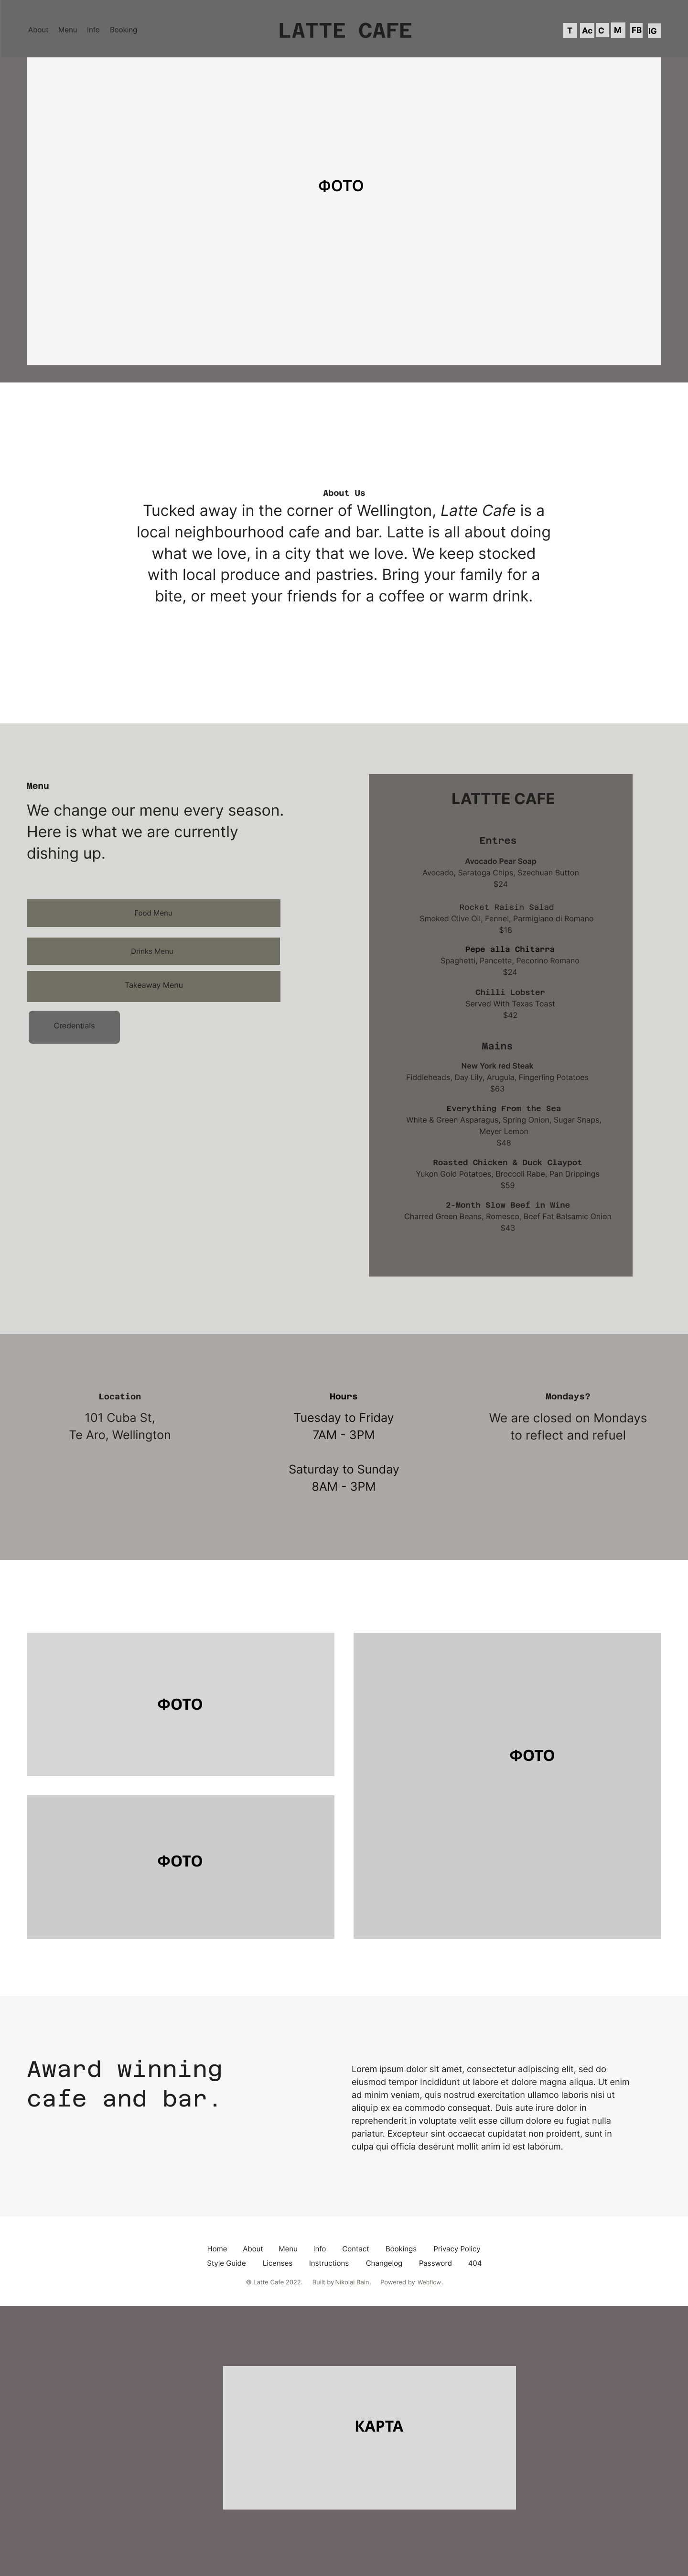 About Menu Info Booking
LATTE CAFE
T Ac C M FB IG
ФОТО
About Us
Tucked away in the corner of Wellington, Latte Cafe is a
local neighbourhood cafe and bar. Latte is all about doing
what we love, in a city that we love. We keep stocked
with local produce and pastries. Bring your family for a
bite, or meet your friends for a coffee or warm drink.
Menu
We change our menu every season.
Here is what we are currently
dishing up.
Food Menu
Drinks Menu
Takeaway Menu
Credentials
LATTTE CAFE
Entres
Avocado Pear Soap
Avocado, Saratoga Chips, Szechuan Button
$24
Rocket Raisin Salad
Smoked Olive Oil, Fennel, Parmigiano di Romano
$18
Pepe alla Chitarra
Spaghetti, Pancetta, Pecorino Romano
$24
Chilli Lobster
Served With Texas Toast
$42
Mains
New York red Steak
Fiddleheads, Day Lily, Arugula, Fingerling Potatoes
$63
Everything From the Sea
White & Green Asparagus, Spring Onion, Sugar Snaps,
Meyer Lemon
$48
Roasted Chicken & Duck Claypot
Yukon Gold Potatoes, Broccoli Rabe, Pan Drippings
$59
2-Month Slow Beef in Wine
Charred Green Beans, Romesco, Beef Fat Balsamic Onion
$43
Location
101 Cuba St,
Te Aro, Wellington
Hours
Tuesday to Friday
7AM - 3PM
Saturday to Sunday
8AM - 3PM
Mondays?
We are closed on Mondays
to reflect and refuel
ФОТО
ФОТО
ФОТО
Award winning
cafe and bar.
Lorem ipsum dolor sit amet, consectetur adipiscing elit, sed do
eiusmod tempor incididunt ut labore et dolore magna aliqua. Ut enim
ad minim veniam, quis nostrud exercitation ullamco laboris nisi ut
aliquip ex ea commodo consequat. Duis aute irure dolor in
reprehenderit in voluptate velit esse cillum dolore eu fugiat nulla
pariatur. Excepteur sint occaecat cupidatat non proident, sunt in
culpa qui officia deserunt mollit anim id est laborum.
Home About Menu Info Contact Bookings Privacy Policy
Style Guide Licenses Instructions Changelog Password 404
© Latte Cafe 2022. Built by Nikolai Bain. Powered by Webflow.
КАРТА